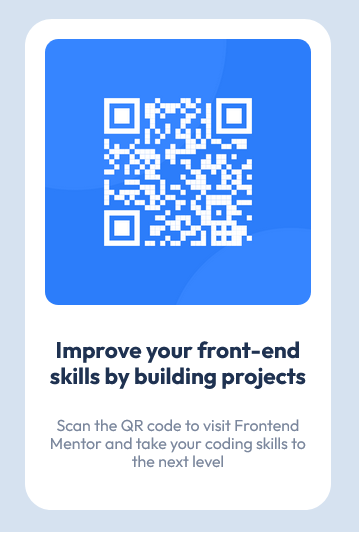 Improve your front-end
skills by building projects
Scan the QR code to visit Frontend
Mentor and take your coding skills to
the next level